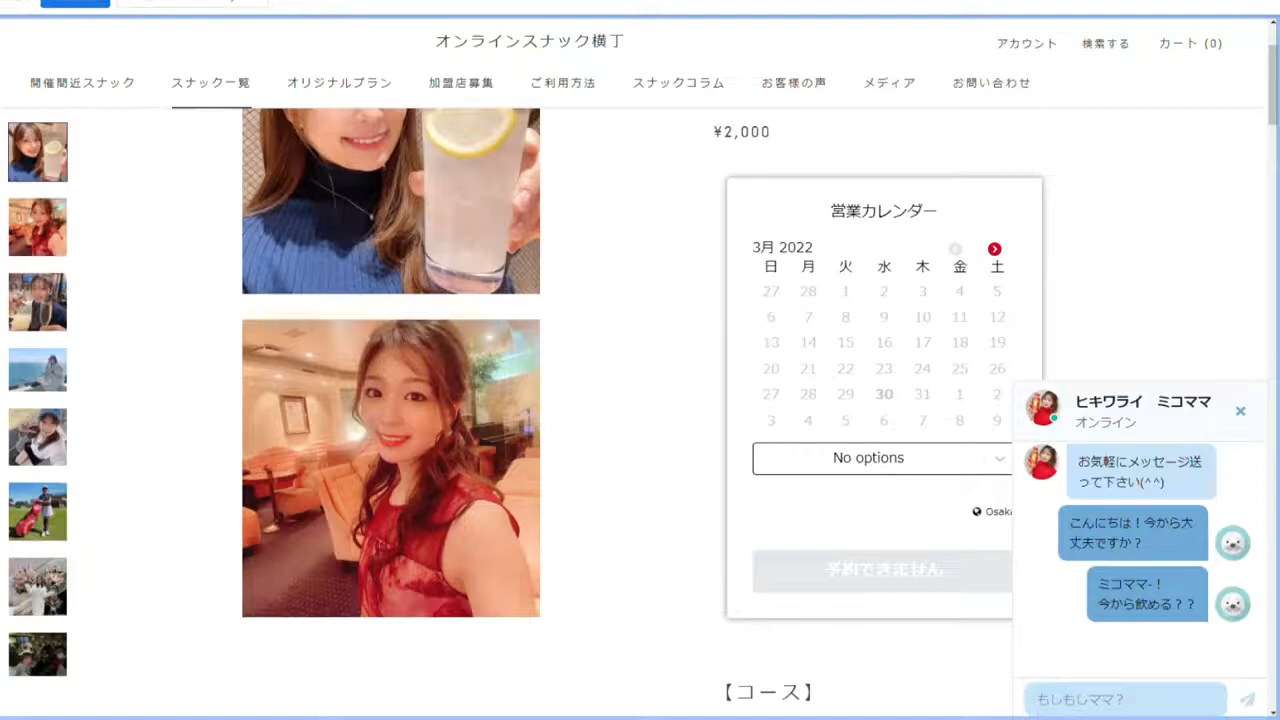 オンラインスナック横丁
アカウント 検索する カート (0)
開催間近スナック スナック一覧 オリジナルプラン 加盟店募集 ご利用方法 スナックコラム お客様の声 メディア お問い合わせ
¥2,000
営業カレンダー
3月 2022
日 月 火 水 木 金 土
27 28 1 2 3 4 5
6 7 8 9 10 11 12
13 14 15 16 17 18 19
20 21 22 23 24 25 26
27 28 29 30 31 1 2
3 4 5 6 7 8 9
No options
Osaka
予約できません
【コース】
ヒキワライ ミコママ
オンライン
お気軽にメッセージ送
って下さい(^^)
こんにちは！今から大
丈夫ですか？
ミコママ-！
今から飲める？？
もしもしママ？